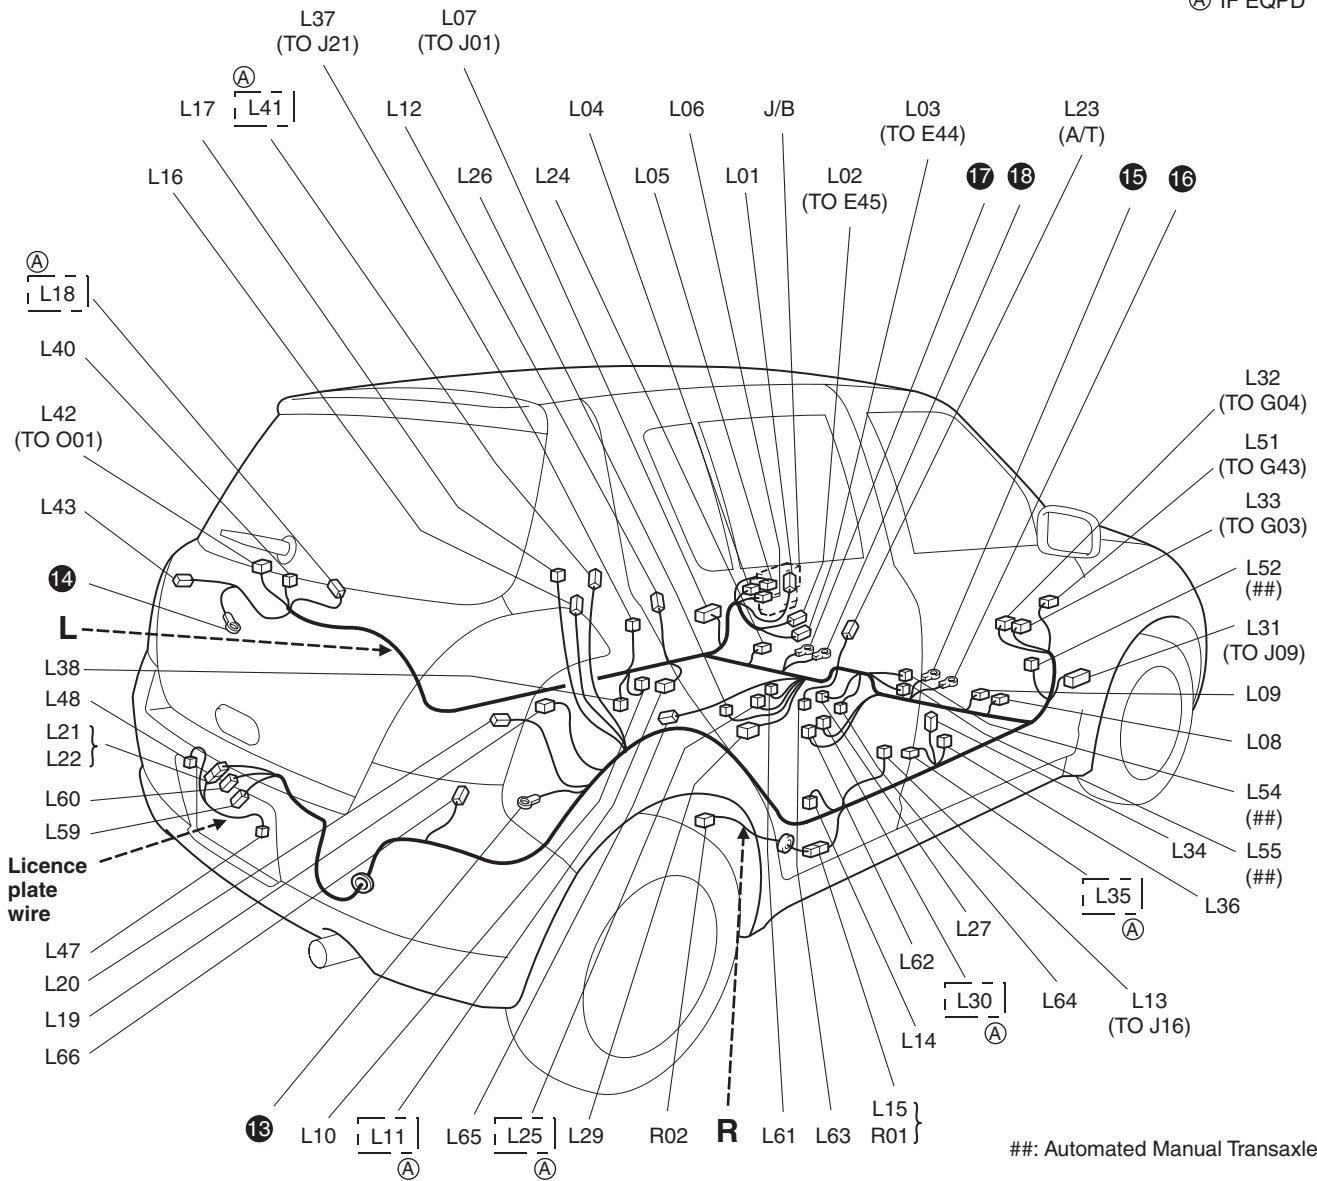 Ⓐ IF EQPD
L37
(TO J21)
L07
(TO J01)
Ⓐ
L17
L41
L12
L04
L06
J/B
L03
(TO E44)
L23
(A/T)
L16
L26
L24
L05
L01
L02
(TO E45)
17
18
15
16
Ⓐ
L18
L40
L42
(TO O01)
L43
14
L
L38
L48
L21
L22
L60
L59
Licence
plate
wire
L47
L20
L19
L66
L32
(TO G04)
L51
(TO G43)
L33
(TO G03)
L52
(##)
L31
(TO J09)
L09
L08
L54
(##)
L34
L55
(##)
L35
Ⓐ
L36
L27
L62
L30
Ⓐ
L64
L13
(TO J16)
L14
13
L10
L11
Ⓐ
L65
L25
Ⓐ
L29
R02
R
L61
L63
L15
R01
##: Automated Manual Transaxle